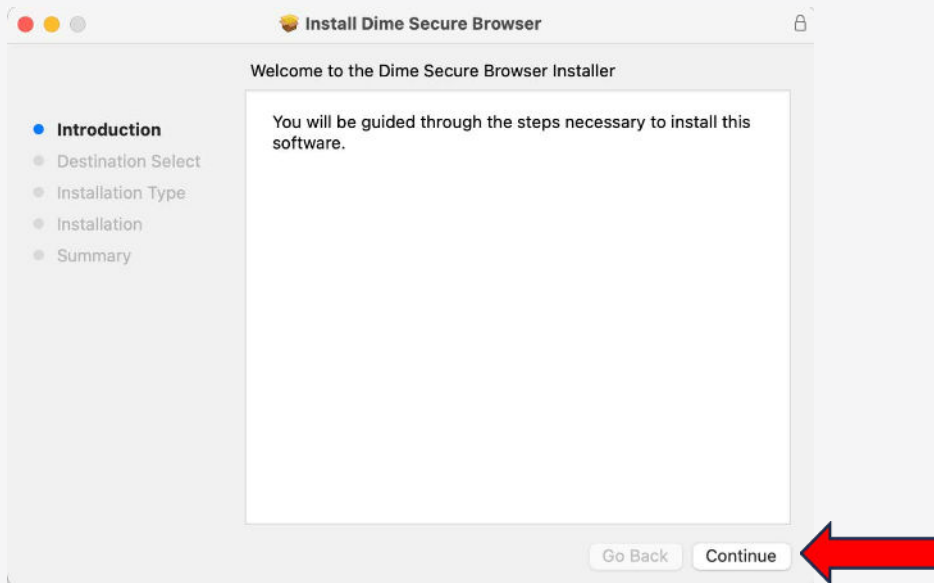 Install Dime Secure Browser
Welcome to the Dime Secure Browser Installer
Introduction
Destination Select
Installation Type
Installation
Summary
You will be guided through the steps necessary to install this
software.
Go Back
Continue